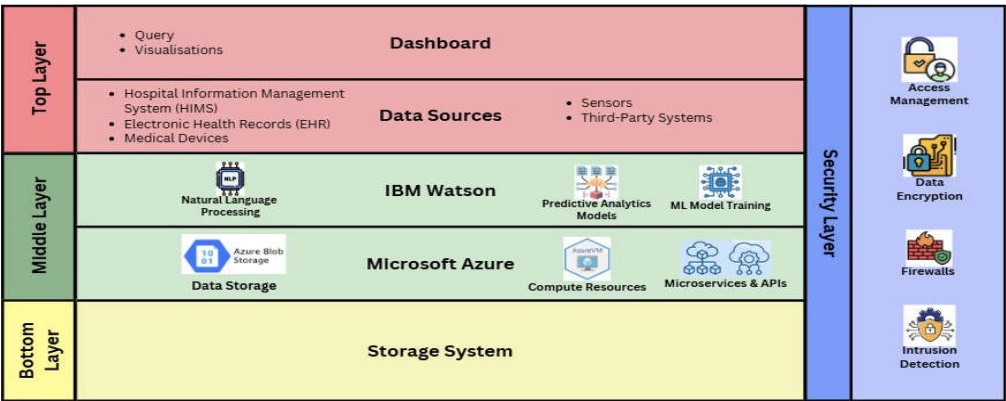 Top Layer
Query
Visualisations
Dashboard
Hospital Information Management
System (HIMS)
Electronic Health Records (EHR)
Medical Devices
Data Sources
Sensors
Third-Party Systems
Middle Layer
NLP
Natural Language
Processing
IBM Watson
Predictive Analytics
Models
ML Model Training
10
01
Azure Blob
Storage
Data Storage
Microsoft Azure
AzureVM
Compute Resources
Microservices & APIs
Bottom
Layer
Storage System
Security Layer
Access
Management
Data
Encryption
Firewalls
Intrusion
Detection